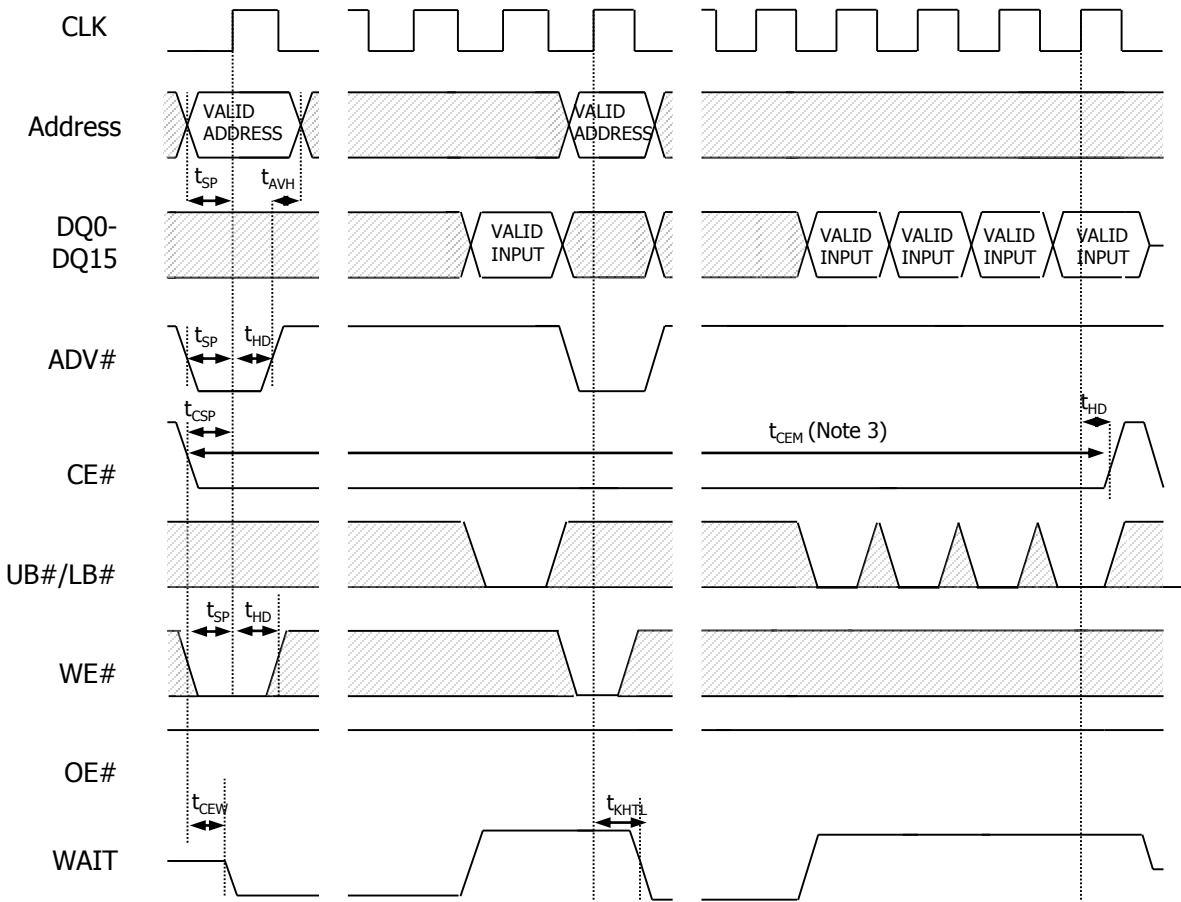 CLK
Address
VALID
ADDRESS
VALID
ADDRESS
tSP
tAVH
DQ0-
DQ15
VALID
INPUT
VALID
INPUT
VALID
INPUT
VALID
INPUT
VALID
INPUT
ADV#
tSP
tHD
tCSP
tCEM (Note 3)
tHD
CE#
UB#/LB#
tSP
tHD
WE#
OE#
tCEW
tKHTL
WAIT